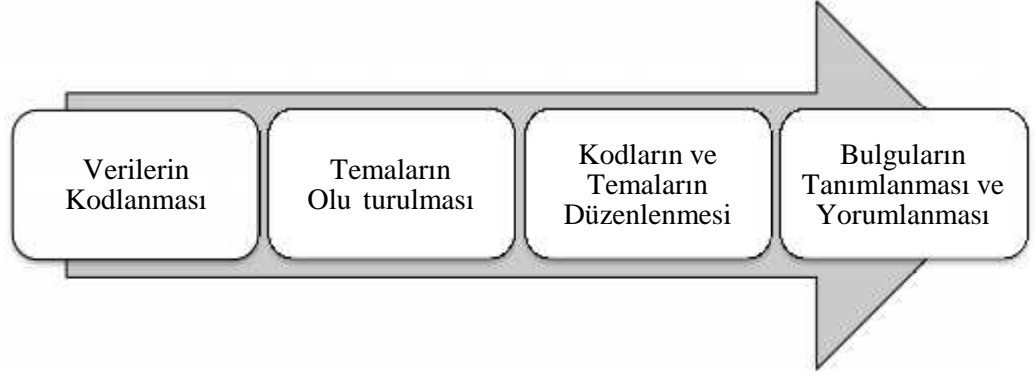 Verilerin
Kodlanması
Temaların
Olu turulması
Kodların ve
Temaların
Düzenlenmesi
Bulguların
Tanımlanması ve
Yorumlanması